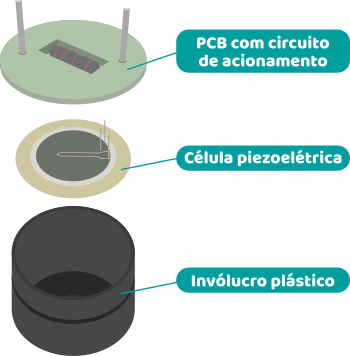 PCB com circuito
de acionamento
Célula piezoelétrica
Invólucro plástico